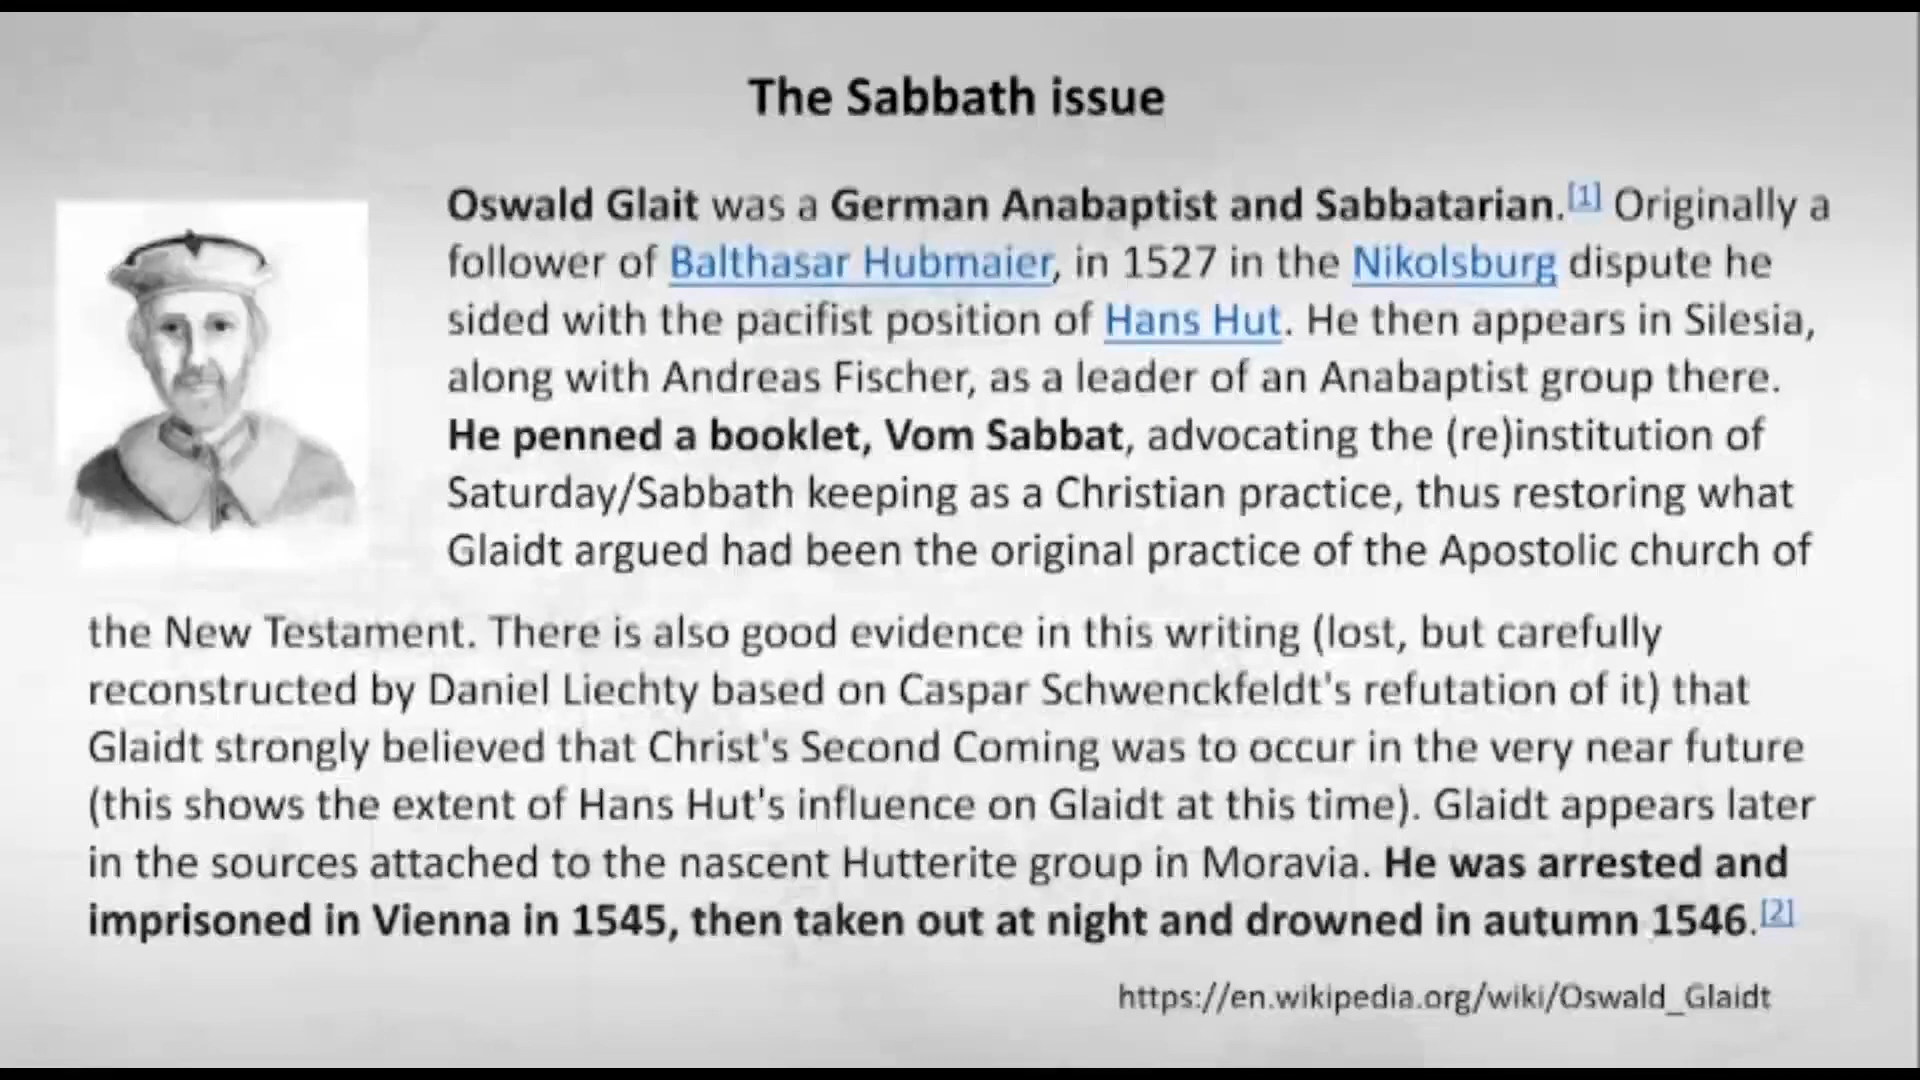 The Sabbath issue
Oswald Glait was a German Anabaptist and Sabbatarian.[1] Originally a
follower of Balthasar Hubmaier, in 1527 in the Nikolsburg dispute he
sided with the pacifist position of Hans Hut. He then appears in Silesia,
along with Andreas Fischer, as a leader of an Anabaptist group there.
He penned a booklet, Vom Sabbat, advocating the (re)institution of
Saturday/Sabbath keeping as a Christian practice, thus restoring what
Glaidt argued had been the original practice of the Apostolic church of
the New Testament. There is also good evidence in this writing (lost, but carefully
reconstructed by Daniel Liechty based on Caspar Schwenckfeldt's refutation of it) that
Glaidt strongly believed that Christ's Second Coming was to occur in the very near future
(this shows the extent of Hans Hut's influence on Glaidt at this time). Glaidt appears later
in the sources attached to the nascent Hutterite group in Moravia. He was arrested and
imprisoned in Vienna in 1545, then taken out at night and drowned in autumn 1546.[2]
https://en.wikipedia.org/wiki/Oswald_Glaidt